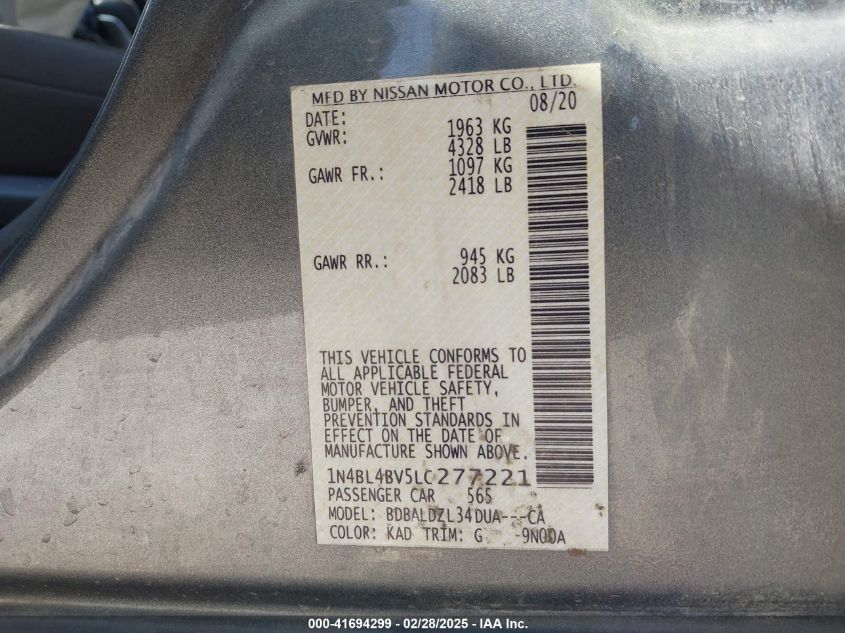 MFD BY NISSAN MOTOR CO., LTD
DATE: 08/20
GVWR: 1963 KG
4328 LB
GAWR FR.: 1097 KG
2418 LB
GAWR RR.: 945 KG
2083 LB
THIS VEHICLE CONFORMS TO
ALL APPLICABLE FEDERAL
MOTOR VEHICLE SAFETY,
BUMPER, AND THEFT
PREVENTION STANDARDS IN
EFFECT ON THE DATE OF
MANUFACTURE SHOWN ABOVE.
1N4BL4BV5LC277221
PASSENGER CAR 565
MODEL: BDBALDZL34DUA---CA
COLOR: KAD TRIM: G -9N00A
000-41694299 - 02/28/2025 - IAA Inc.